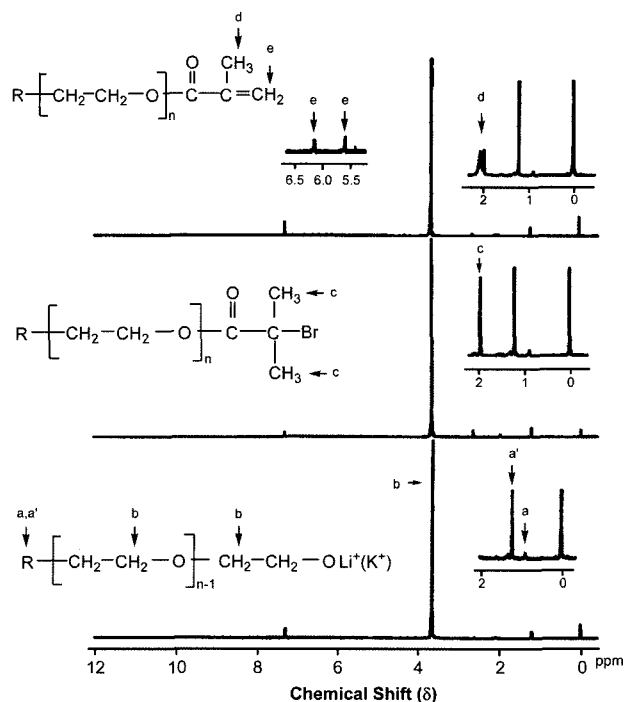 d
e
O
CH₃
R
CH₂
CH₂
O
n
C
C
CH₂
e e
6.5 6.0 5.5
d
2 1 0
O
CH₃ c
R
CH₂
CH₂
O
n
C
C
Br
CH₃
c
c
2 1 0
a,a'
b
b
R
CH₂
CH₂
O
n-1
CH₂
CH₂
O Li⁺(K⁺)
b
a'
a
2 0
12 10 8 6 4 2 0 ppm
Chemical Shift (δ)